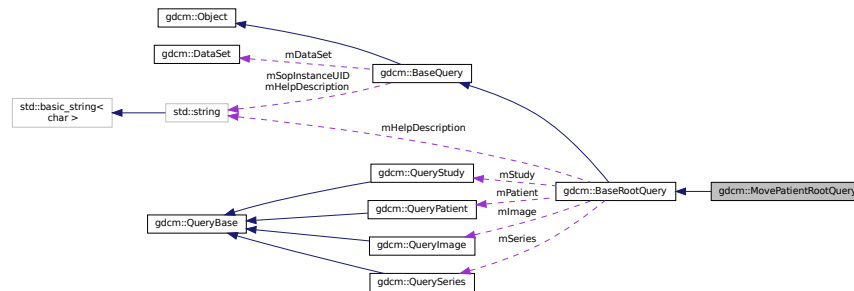 gdcm::Object
gdcm::DataSet
mDataSet
gdcm::BaseQuery
mSopInstanceUID
mHelpDescription
std::basic_string<
char >
std::string
mHelpDescription
gdcm::QueryStudy
mStudy
gdcm::BaseRootQuery
gdcm::MovePatientRootQuery
mPatient
gdcm::QueryPatient
mImage
gdcm::QueryBase
gdcm::QueryImage
mSeries
gdcm::QuerySeries